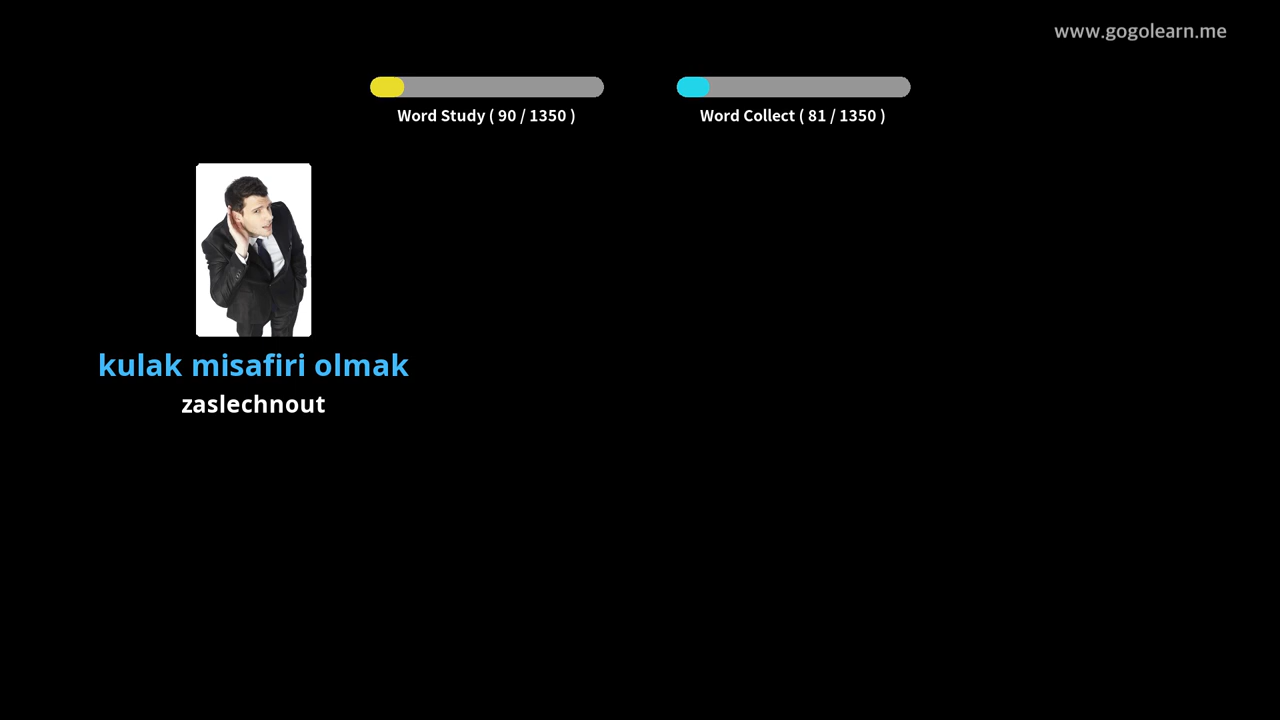 www.gogolearn.me
Word Study ( 90 / 1350 )
Word Collect ( 81 / 1350 )
kulak misafiri olmak
zaslechnout